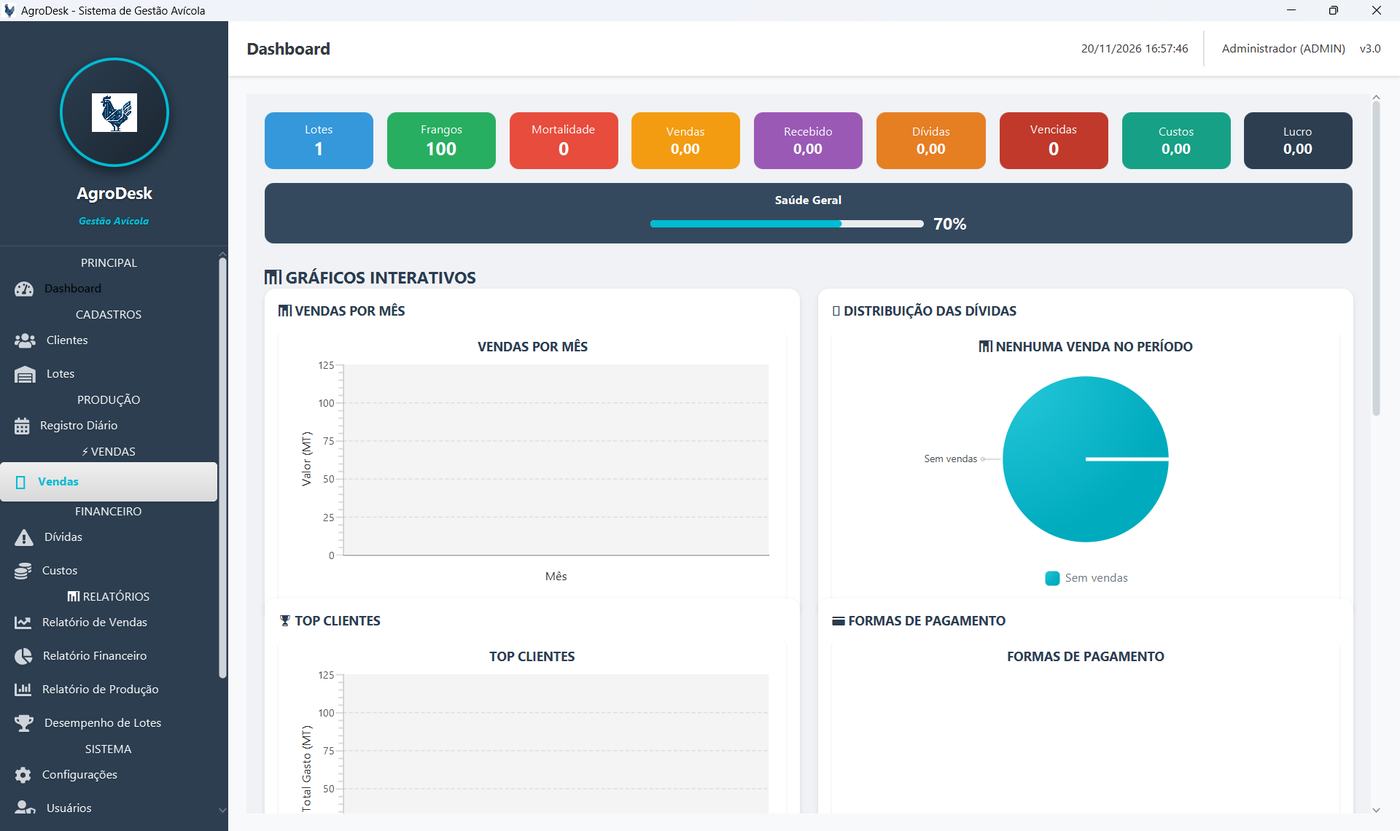 AgroDesk - Sistema de Gestão Avícola
AgroDesk
Gestão Avícola
PRINCIPAL
Dashboard
CADASTROS
Clientes
Lotes
PRODUÇÃO
Registro Diário
⚡ VENDAS
Vendas
FINANCEIRO
Dívidas
Custos
RELATÓRIOS
Relatório de Vendas
Relatório Financeiro
Relatório de Produção
Desempenho de Lotes
SISTEMA
Configurações
Usuários
Dashboard
20/11/2026 16:57:46
Administrador (ADMIN)
v3.0
Lotes
1
Frangos
100
Mortalidade
0
Vendas
0,00
Recebido
0,00
Dívidas
0,00
Vencidas
0
Custos
0,00
Lucro
0,00
Saúde Geral
70%
GRÁFICOS INTERATIVOS
VENDAS POR MÊS
VENDAS POR MÊS
125
100
75
50
25
0
Valor (MT)
Mês
DISTRIBUIÇÃO DAS DÍVIDAS
NENHUMA VENDA NO PERÍODO
Sem vendas
Sem vendas
TOP CLIENTES
TOP CLIENTES
125
100
75
50
Total Gasto (MT)
FORMAS DE PAGAMENTO
FORMAS DE PAGAMENTO